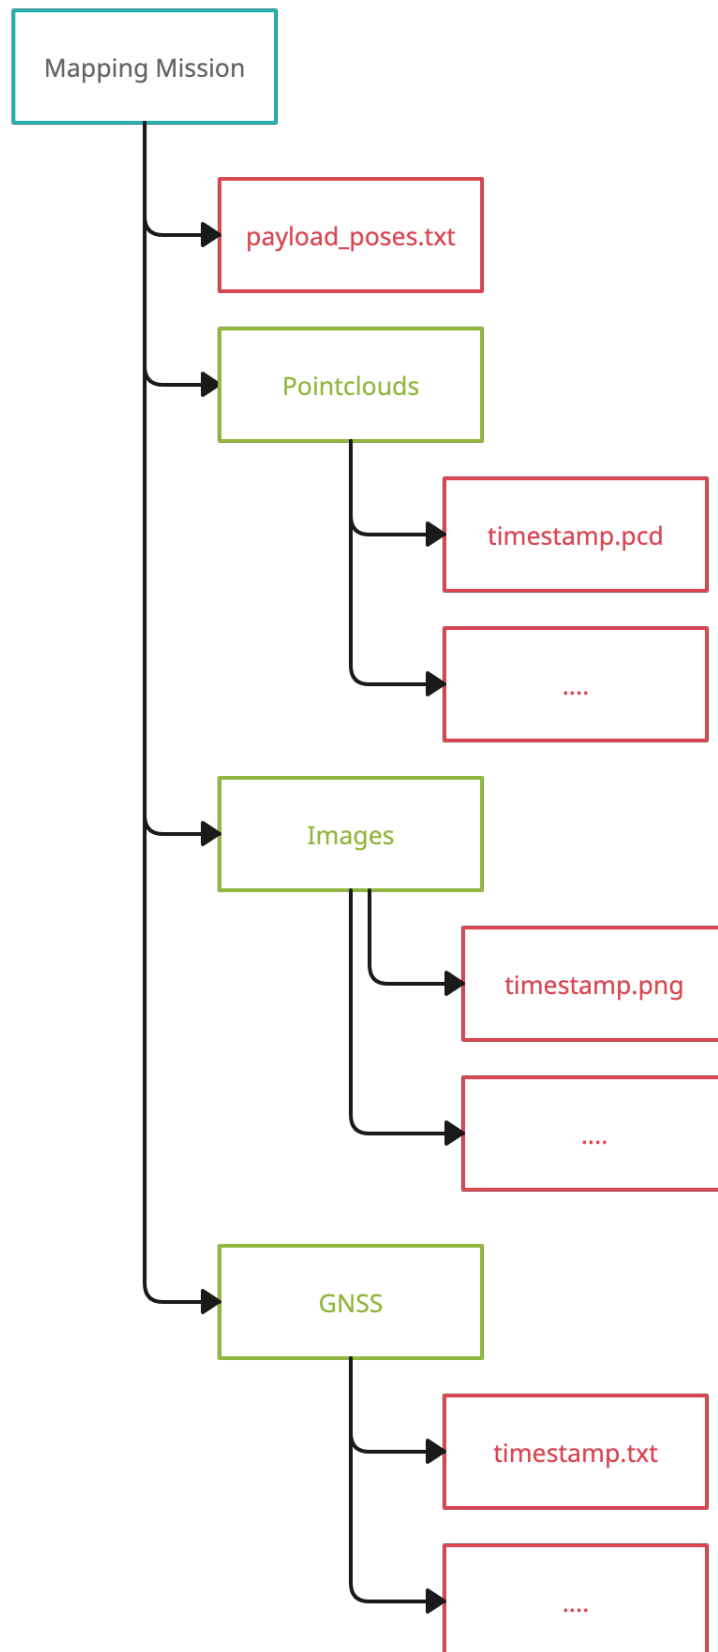 Mapping Mission
payload_poses.txt
Pointclouds
timestamp.pcd
....
Images
timestamp.png
....
GNSS
timestamp.txt
....